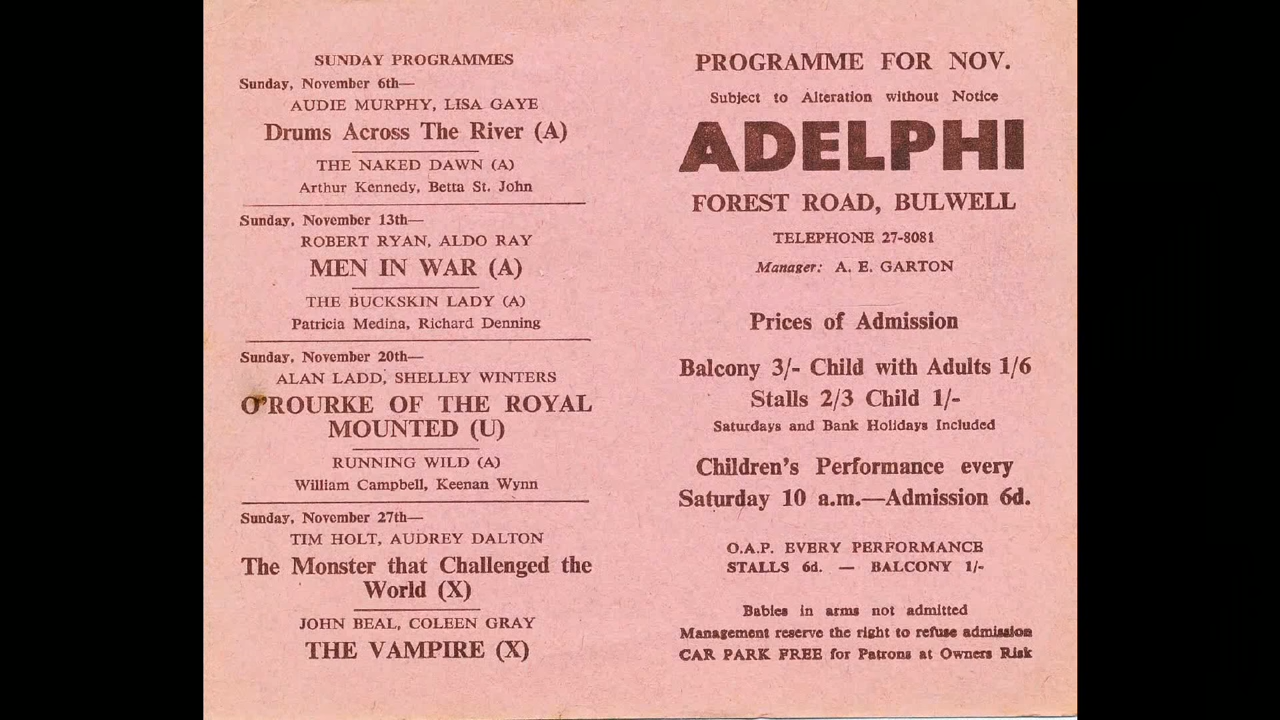 SUNDAY PROGRAMMES
Sunday, November 6th—
AUDIE MURPHY, LISA GAYE
Drums Across The River (A)
THE NAKED DAWN (A)
Arthur Kennedy, Betta St. John
Sunday, November 13th—
ROBERT RYAN, ALDO RAY
MEN IN WAR (A)
THE BUCKSKIN LADY (A)
Patricia Medina, Richard Denning
Sunday, November 20th—
ALAN LADD, SHELLEY WINTERS
O'ROURKE OF THE ROYAL
MOUNTED (U)
RUNNING WILD (A)
William Campbell, Keenan Wynn
Sunday, November 27th—
TIM HOLT, AUDREY DALTON
The Monster that Challenged the
World (X)
JOHN BEAL, COLEEN GRAY
THE VAMPIRE (X)
PROGRAMME FOR NOV.
Subject to Alteration without Notice
ADELPHI
FOREST ROAD, BULWELL
TELEPHONE 27-8081
Manager: A. E. GARTON
Prices of Admission
Balcony 3/- Child with Adults 1/6
Stalls 2/3 Child 1/-
Saturdays and Bank Holidays Included
Children's Performance every
Saturday 10 a.m.—Admission 6d.
O.A.P. EVERY PERFORMANCE
STALLS 6d. — BALCONY 1/-
Babies in arms not admitted
Management reserve the right to refuse admission
CAR PARK FREE for Patrons at Owners Risk